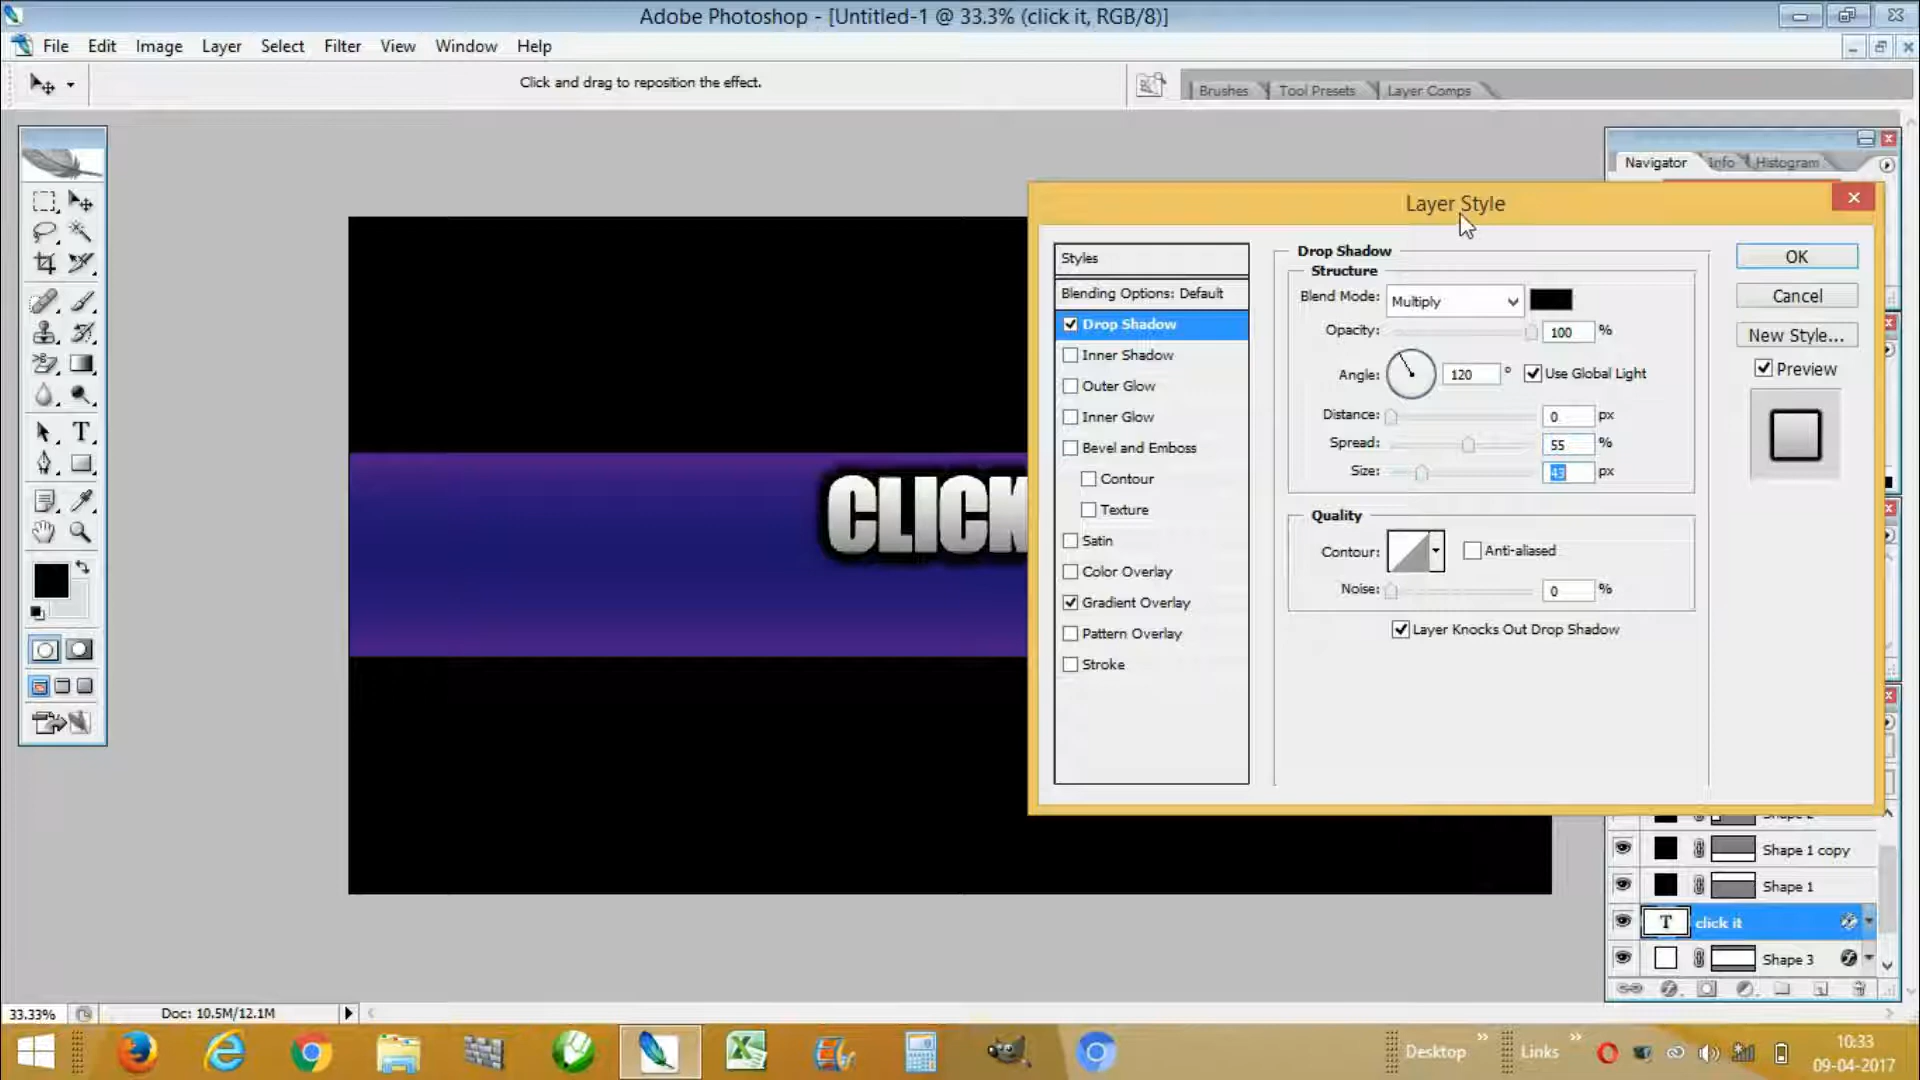 Adobe Photoshop - [Untitled-1 @ 33.3% (click it, RGB/8)]
File Edit Image Layer Select Filter View Window Help
Click and drag to reposition the effect.
Brushes Tool Presets Layer Comps
Navigator Info Histogram
Layer Style
Styles
Blending Options: Default
Drop Shadow
Inner Shadow
Outer Glow
Inner Glow
Bevel and Emboss
Contour
Texture
Satin
Color Overlay
Gradient Overlay
Pattern Overlay
Stroke
Drop Shadow
Structure
Blend Mode: Multiply
Opacity: 100 %
Angle: 120 ° Use Global Light
Distance: 0 px
Spread: 55 %
Size: 43 px
Quality
Contour: Anti-aliased
Noise: 0 %
Layer Knocks Out Drop Shadow
OK
Cancel
New Style...
Preview
CLICK
T
T
Shape 1 copy
Shape 1
click it
Shape 3
33.33% Doc: 10.5M/12.1M
Desktop » Links »
10:33
09-04-2017